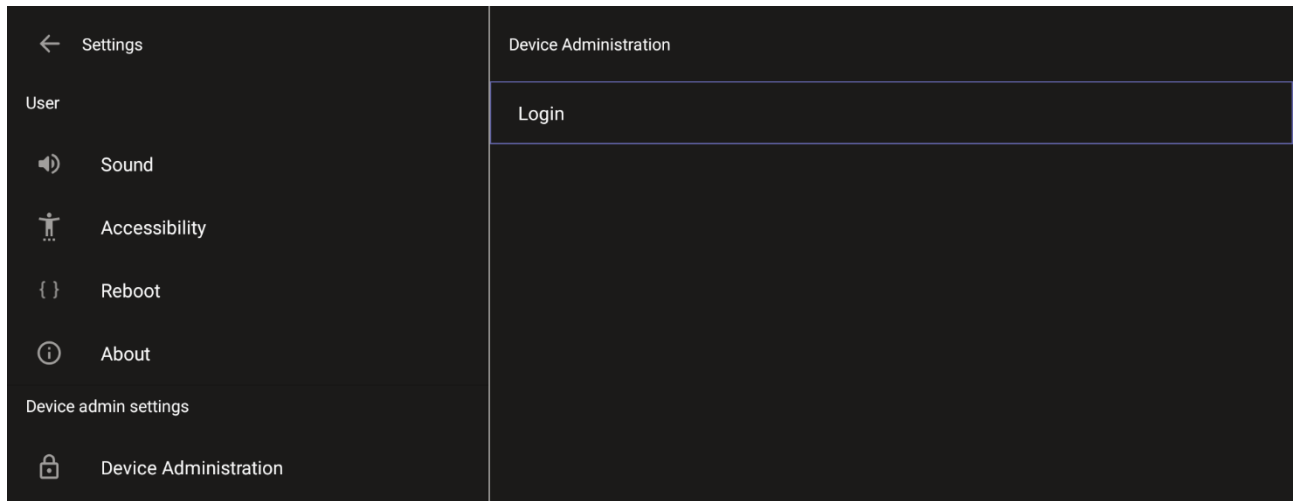 Settings
User
Sound
Accessibility
{ } Reboot
About
Device admin settings
Device Administration
Device Administration
Login